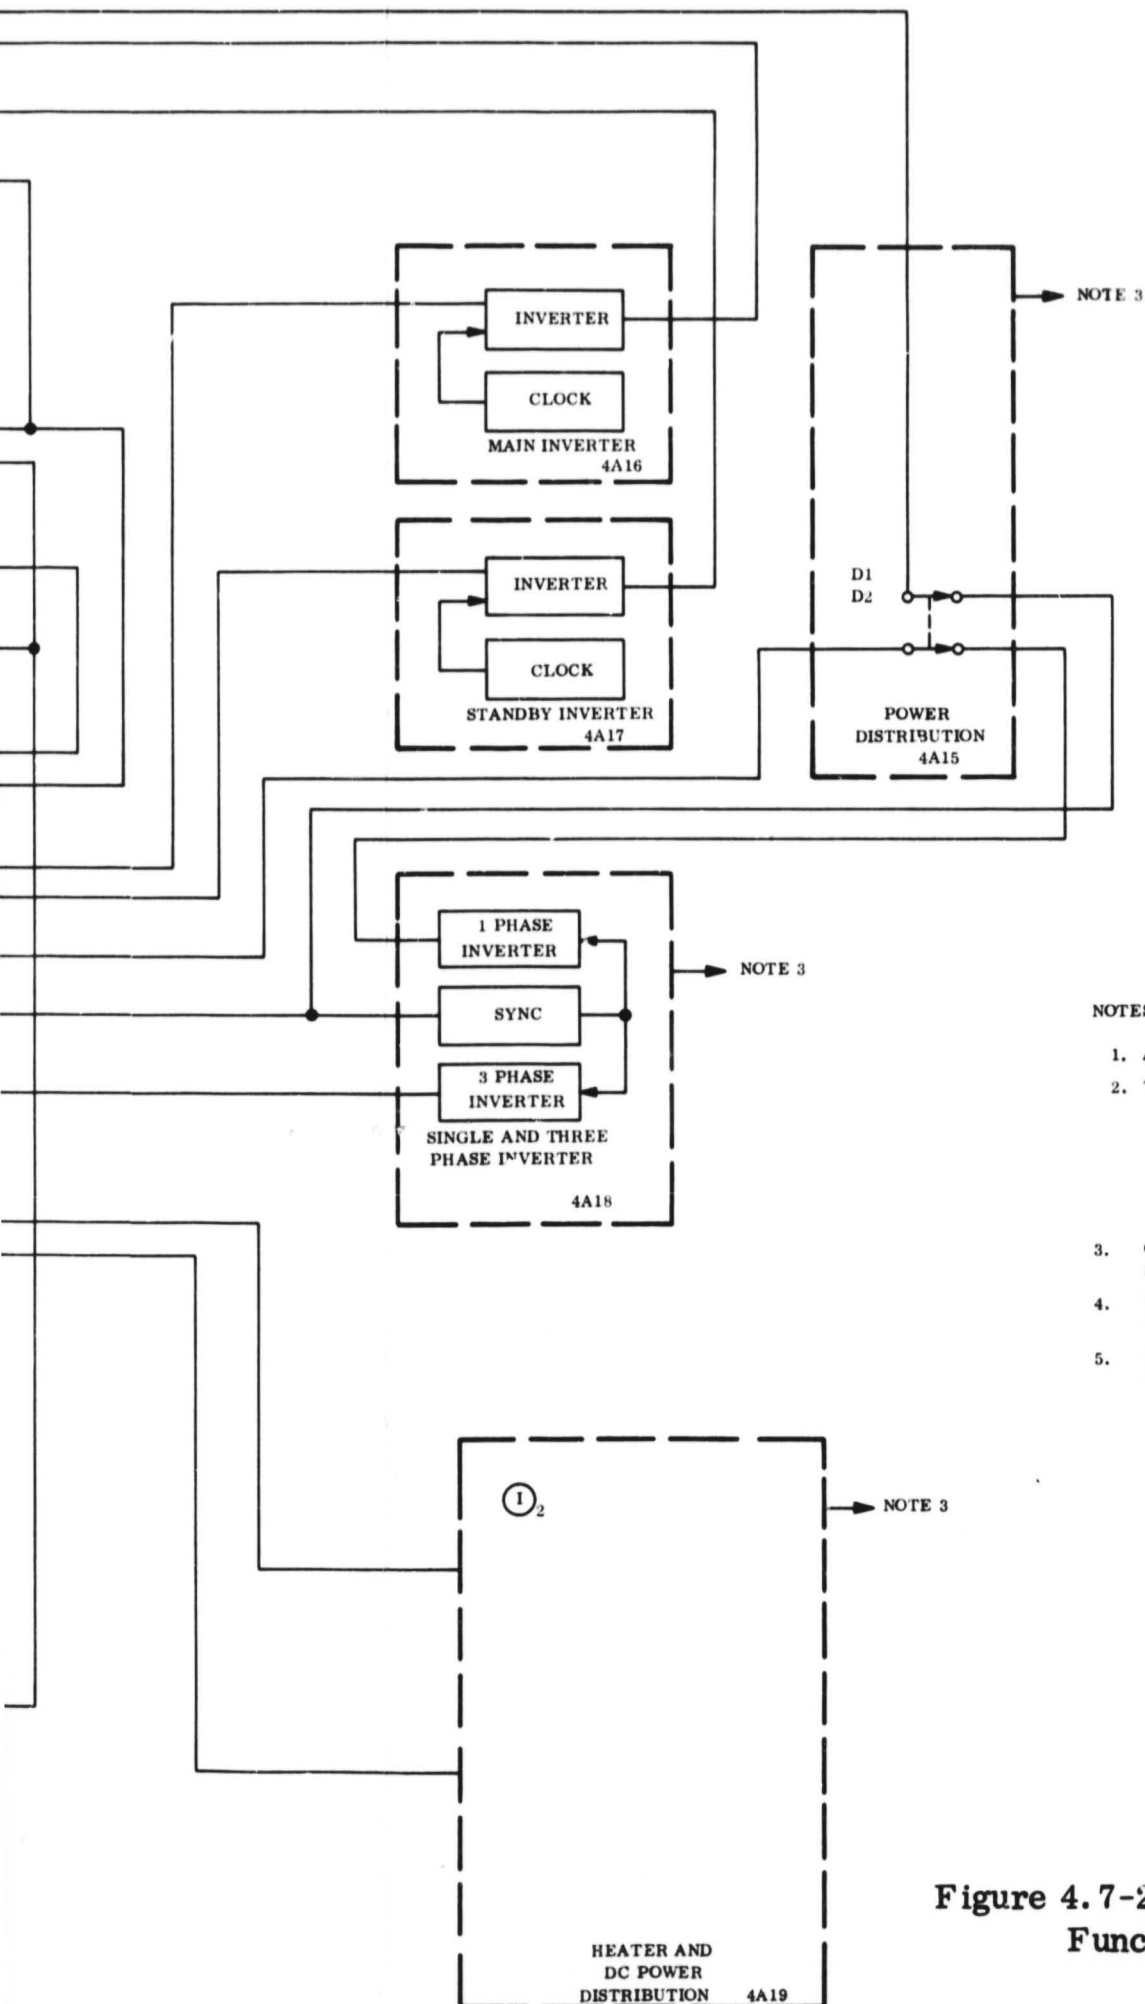 INVERTER
CLOCK
MAIN INVERTER
4A16
NOTE 3
INVERTER
CLOCK
STANDBY INVERTER
4A17
D1
D2
POWER
DISTRIBUTION
4A15
1 PHASE
INVERTER
SYNC
3 PHASE
INVERTER
SINGLE AND THREE
PHASE INVERTER
4A18
NOTE 3
NOTES
1.
2.
3.
4.
5.
I 2
NOTE 3
HEATER AND
DC POWER
DISTRIBUTION 4A19
Figure 4.7-2
Func